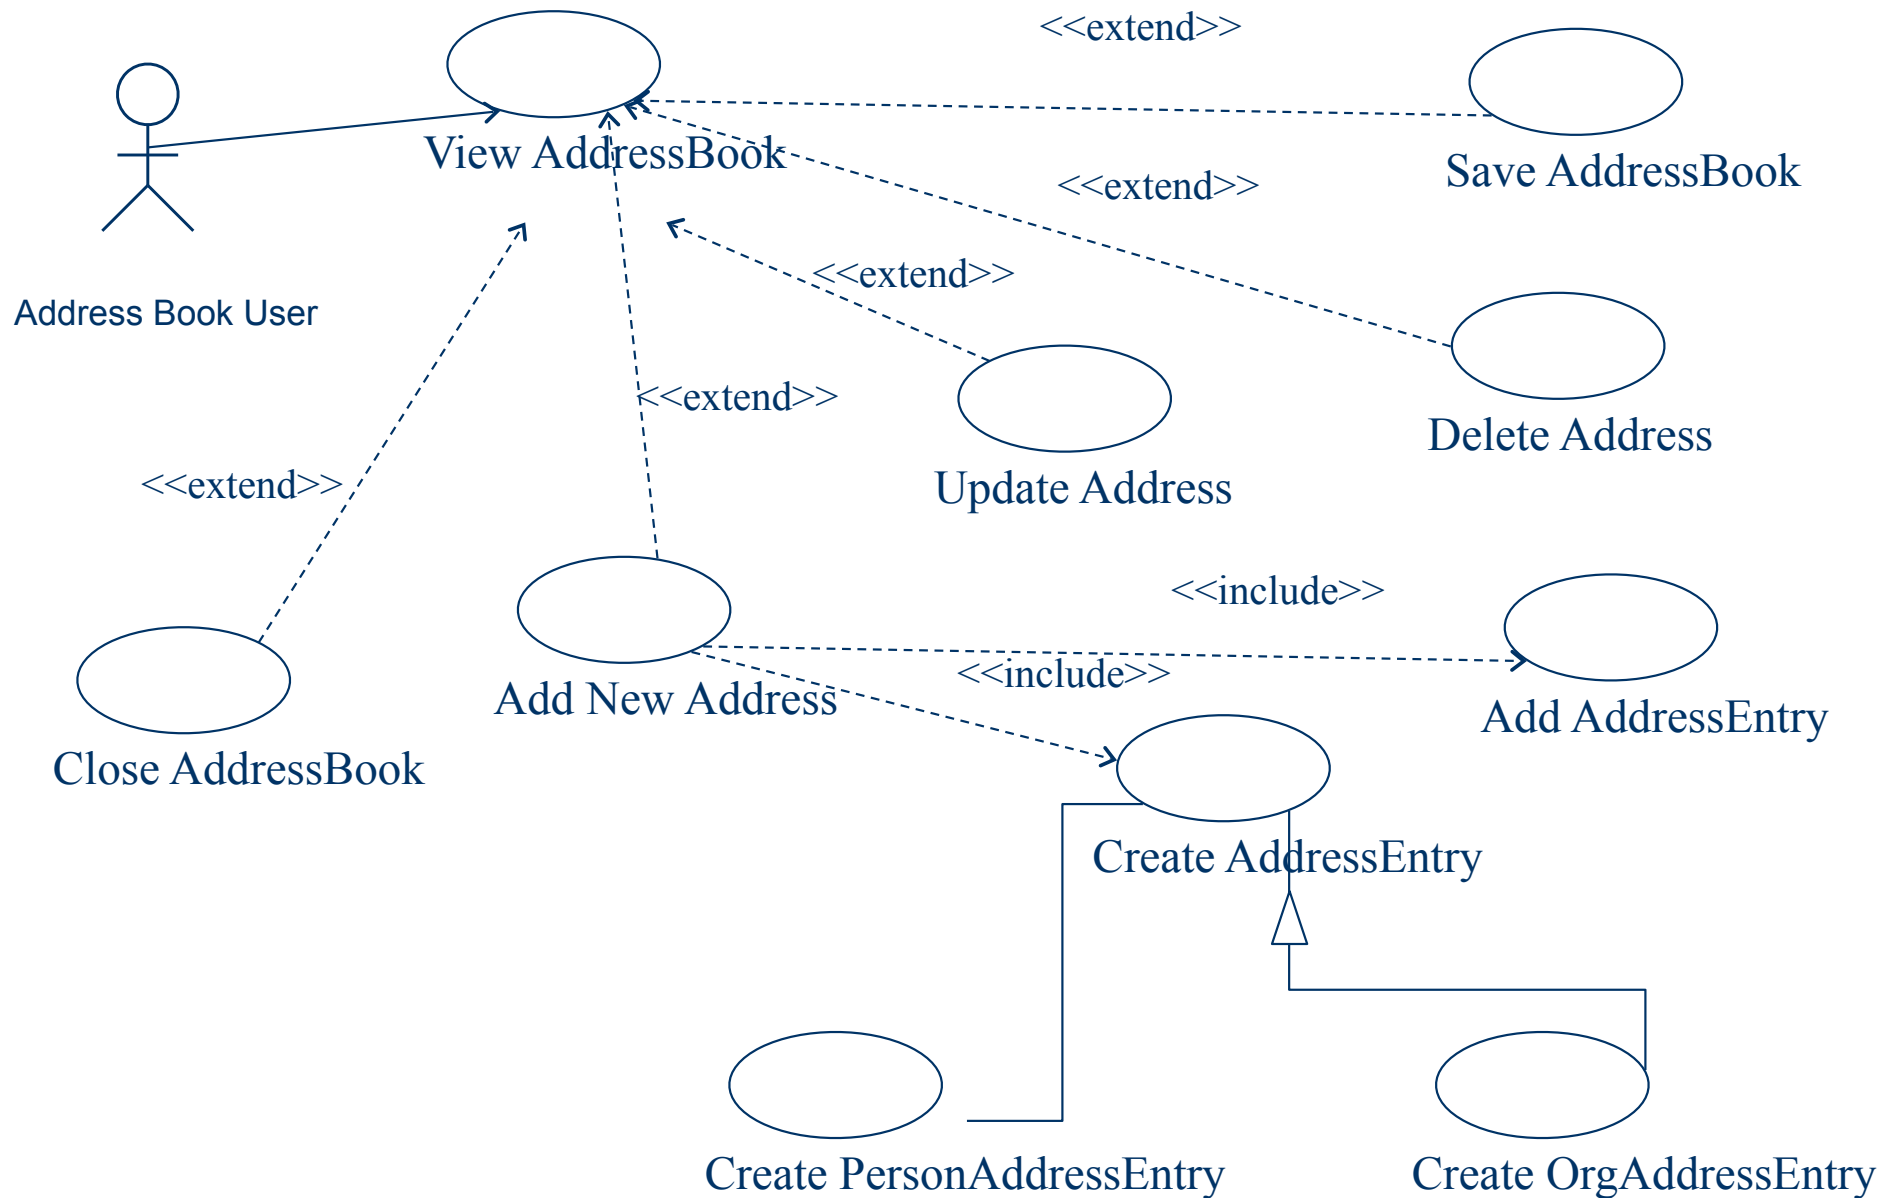 <<extend>>
View AddressBook
Save AddressBook
<<extend>>
<<extend>>
Address Book User
<<extend>>
Delete Address
<<extend>>
Update Address
<<include>>
<<include>>
Add New Address
Add AddressEntry
Close AddressBook
Create AddressEntry
Create PersonAddressEntry
Create OrgAddressEntry